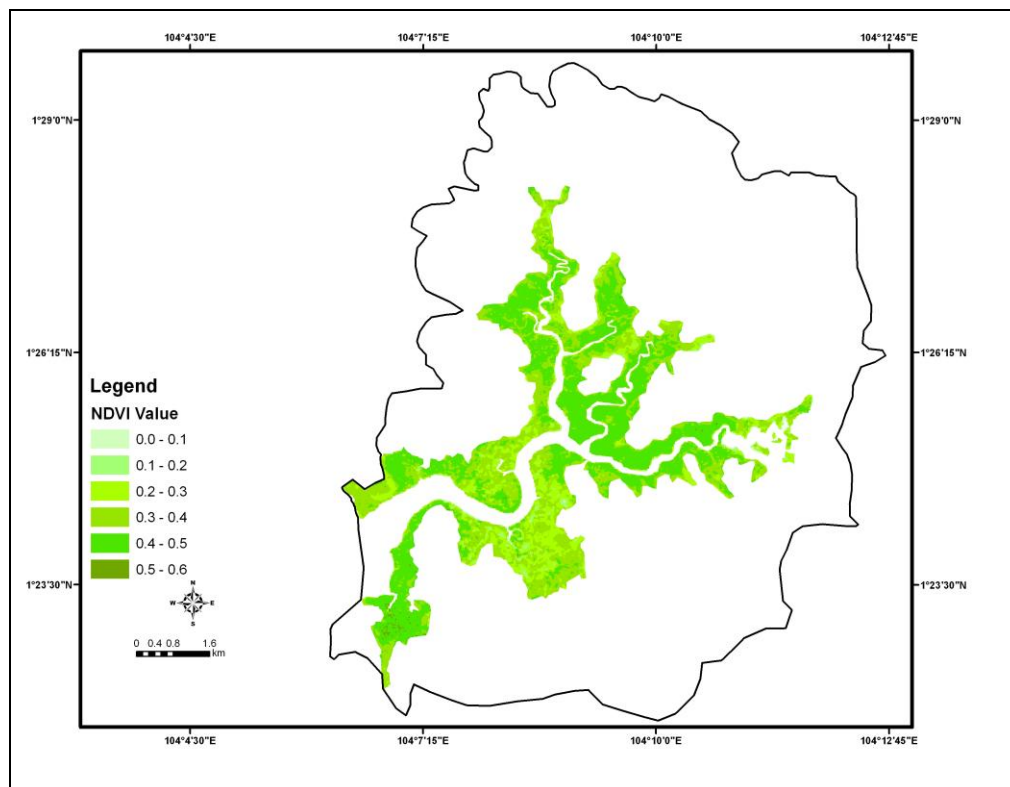 104°4'30"E 104°7'15"E 104°10'0"E 104°12'45"E
1°29'0"N 1°29'0"N
1°26'15"N 1°26'15"N
Legend
NDVI Value
0.0 - 0.1
0.1 - 0.2
0.2 - 0.3
0.3 - 0.4
0.4 - 0.5
0.5 - 0.6
1°23'30"N 1°23'30"N
N
W E
S
0 0.4 0.8 1.6
km
104°4'30"E 104°7'15"E 104°10'0"E 104°12'45"E